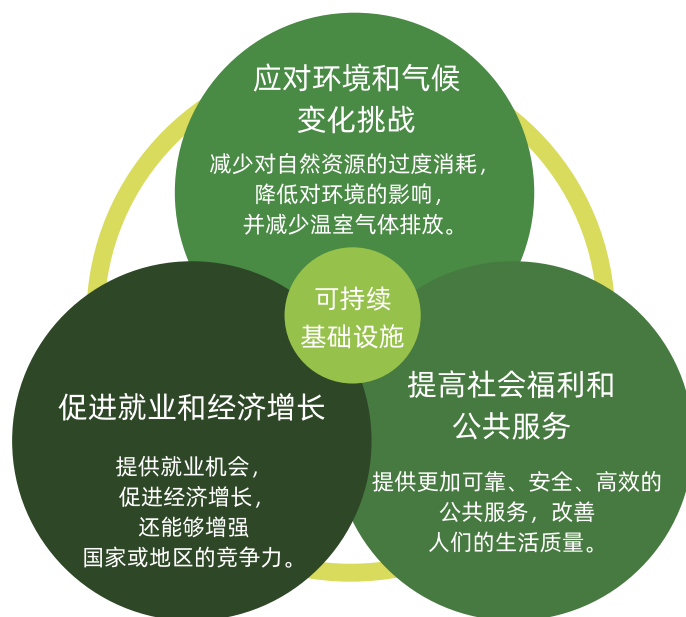 应对环境和气候
变化挑战
减少对自然资源的过度消耗，
降低对环境的影响，
并减少温室气体排放。
可持续
基础设施
促进就业和经济增长
提供就业机会，
促进经济增长，
还能够增强
国家或地区的竞争力。
提高社会福利和
公共服务
提供更加可靠、安全、高效的
公共服务，改善
人们的生活质量。